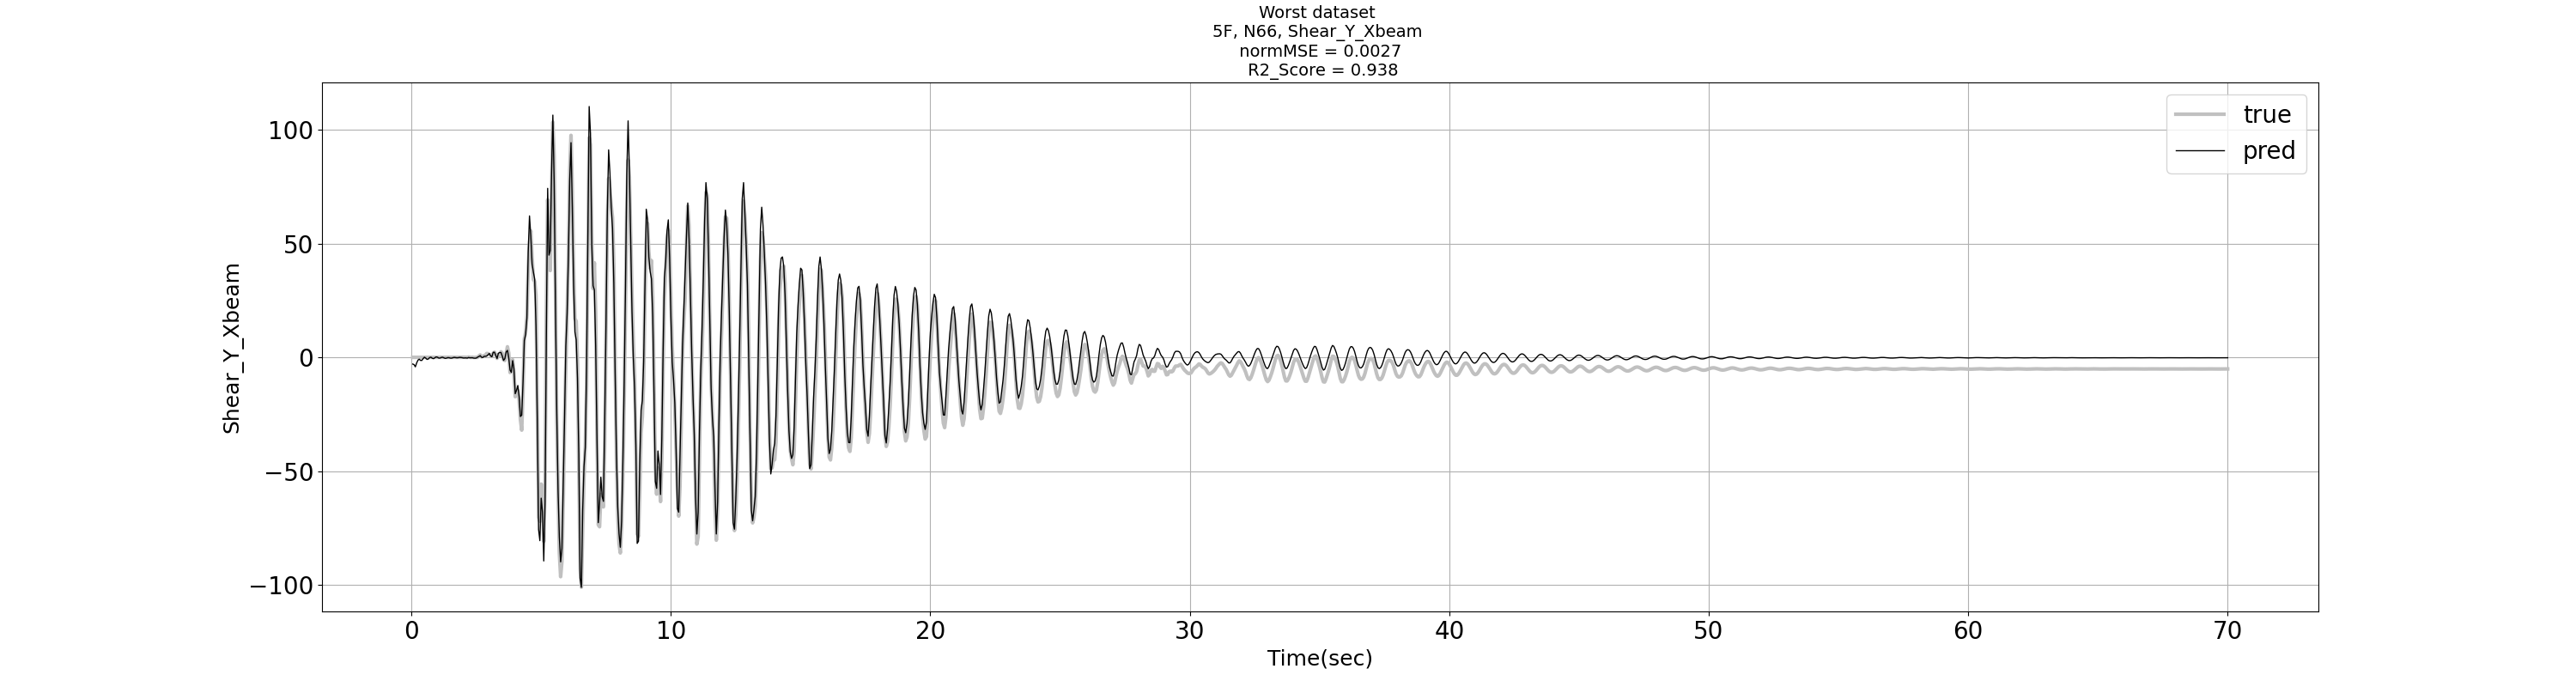 Worst dataset
5F, N66, Shear_Y_Xbeam
normMSE = 0.0027
R2_Score = 0.938
true
pred
100
50
0
−50
−100
Shear_Y_Xbeam
0 10 20 30 40 50 60 70
Time(sec)